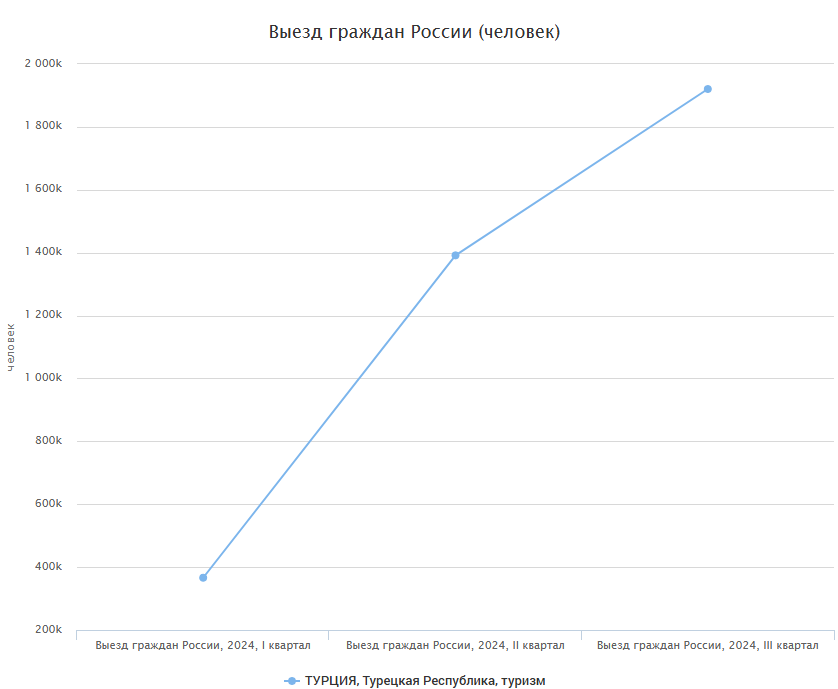 Выезд граждан России (человек)
2 000k
1 800k
1 600k
1 400k
1 200k
1 000k
800k
600k
400k
200k
человек
Выезд граждан России, 2024, I квартал
Выезд граждан России, 2024, II квартал
Выезд граждан России, 2024, III квартал
ТУРЦИЯ, Турецкая Республика, туризм